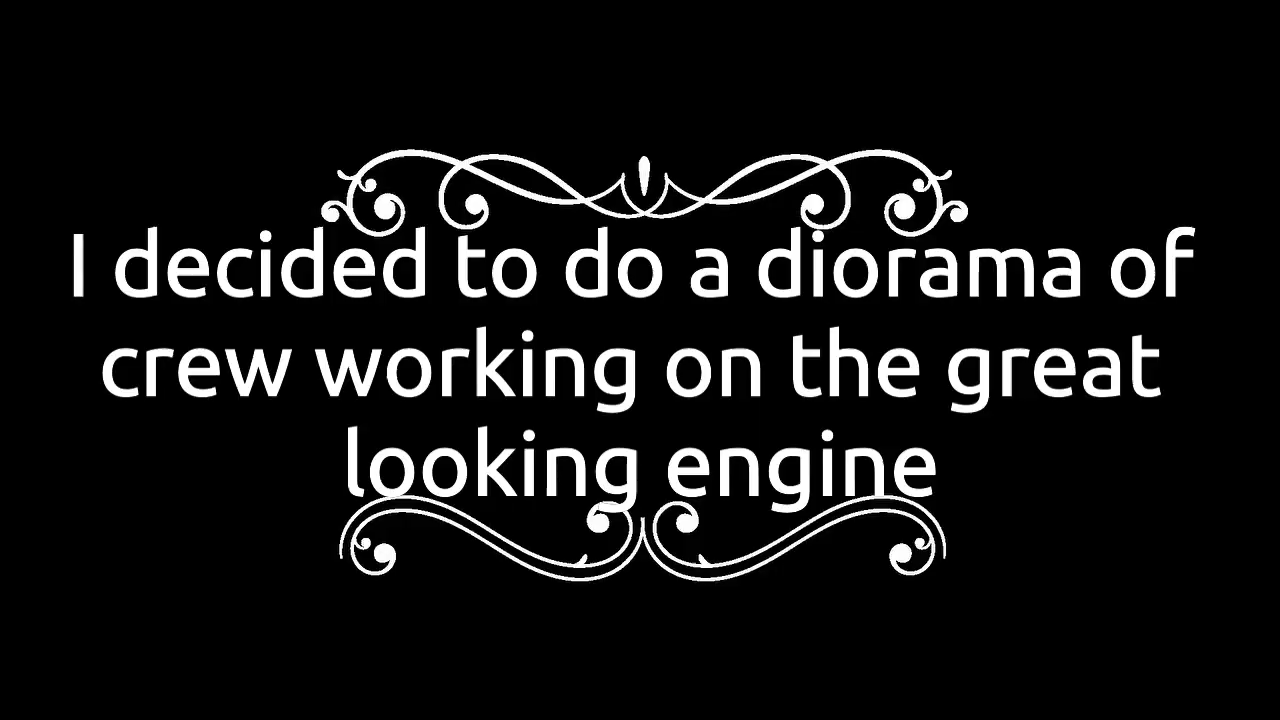 I decided to do a diorama of
crew working on the great
looking engine